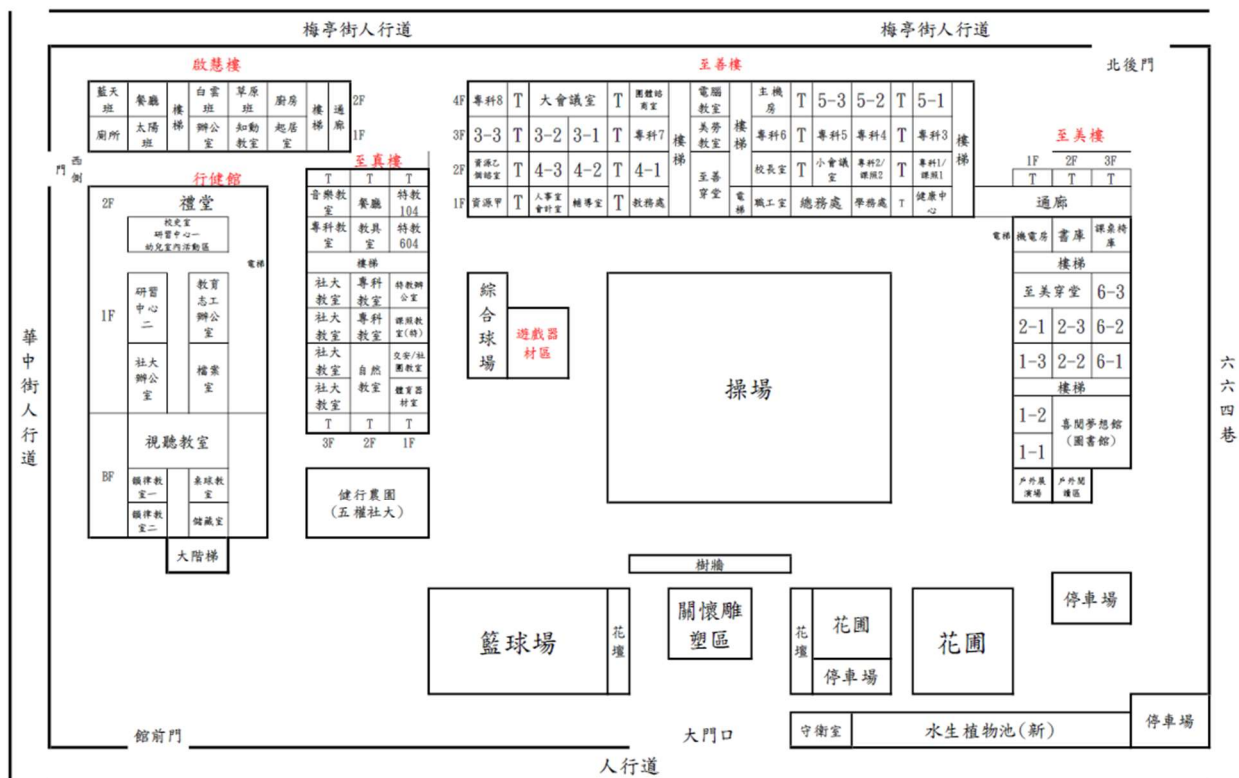 梅亭街人行道 梅亭街人行道
啟慧樓 至善樓 北後門
藍天班 餐廳 樓梯 白雲班 草原班 廚房 樓梯 通廊 2F
廁所 太陽班 辦公室 知動教室 起居室 1F
4F 專科8 T 大會議室 T 團體諮商室 樓梯 電腦教室 樓梯 主機房 T 5-3 5-2 T 5-1 樓梯
3F 3-3 T 3-2 3-1 T 專科7 美勞教室 專科6 T 專科5 專科4 T 專科3
2F 資源乙個諮室 T 4-3 4-2 T 4-1 至善穿堂 校長室 T 小會議室 專科2/課照2 T 專科1/課照1
1F 資源甲 T 人事室會計室 輔導室 T 教務處 電梯 職工室 總務處 學務處 T 健康中心
西側門
行健館
2F 禮堂
校史室
研習中心一
幼兒室內活動區
電梯
1F 研習中心二 教育志工辦公室
社大辦公室 檔案室
BF 視聽教室
韻律教室一 桌球教室
韻律教室二 儲藏室
大階梯
至真樓
T T T
音樂教室 餐廳 特教104
專科教室 教具室 特教604
樓梯
社大教室 專科教室 特教辦公室
社大教室 專科教室 課照教室(特)
社大教室 自然教室 交安/社團教室
社大教室 體育器材室
T T T
3F 2F 1F
健行農園
(五權社大)
綜合球場
遊戲器材區
操場
至美樓
1F 2F 3F
T T T
通廊
電梯 機電房 書庫 課桌椅庫
樓梯
至美穿堂 6-3
2-1 2-3 6-2
1-3 2-2 6-1
樓梯
1-2 喜閱夢想館
(圖書館)
1-1
戶外展演場 戶外閱讀區
華中街人行道
六六四巷
樹牆
籃球場 花壇 關懷雕塑區 花壇 花圃 花圃 停車場
停車場
館前門 大門口 守衛室 水生植物池(新) 停車場
人行道